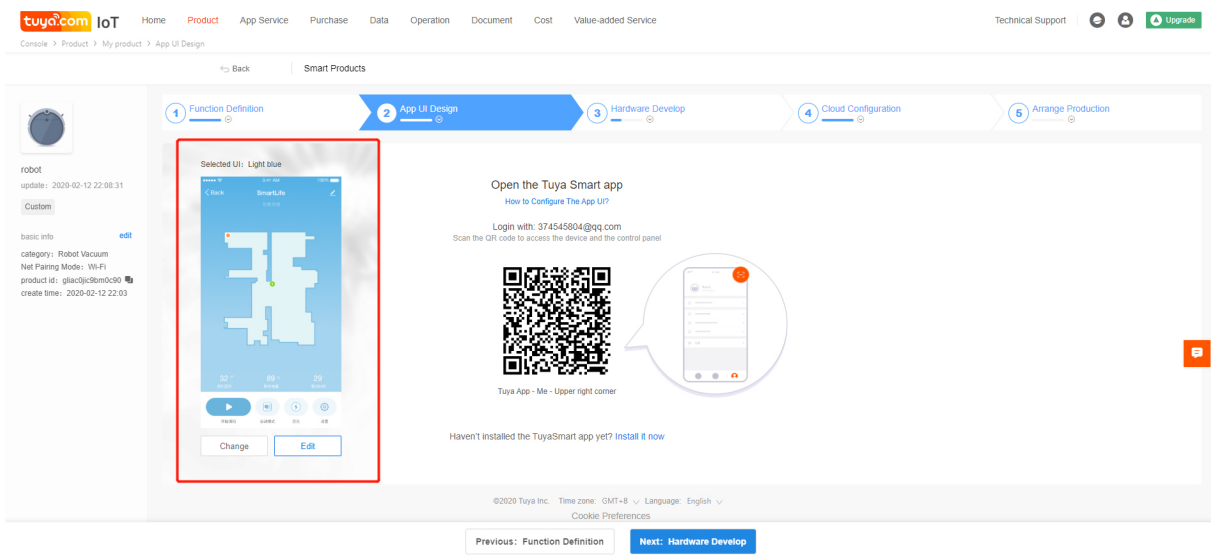 tuya.com IoT Home Product App Service Purchase Data Operation Document Cost Value-added Service Technical Support Upgrade
Console > Product > My product > App UI Design
Back Smart Products
1 Function Definition 2 App UI Design 3 Hardware Develop 4 Cloud Configuration 5 Arrange Production
robot
update: 2020-02-12 22:08:31
Custom
basic info edit
category: Robot Vacuum
Net Pairing Mode: Wi-Fi
product id: gliac0jic9bm0c90
create time: 2020-02-12 22:03
Selected UI: Light blue
9:41 AM
< Back SmartLife
32 89 29
Change Edit
Open the Tuya Smart app
How to Configure The App UI?
Login with: 374545804@qq.com
Scan the QR code to access the device and the control panel
Tuya App - Me - Upper right corner
Haven't installed the TuyaSmart app yet? Install it now
©2020 Tuya Inc. Time zone: GMT+8 Language: English
Cookie Preferences
Previous: Function Definition Next: Hardware Develop